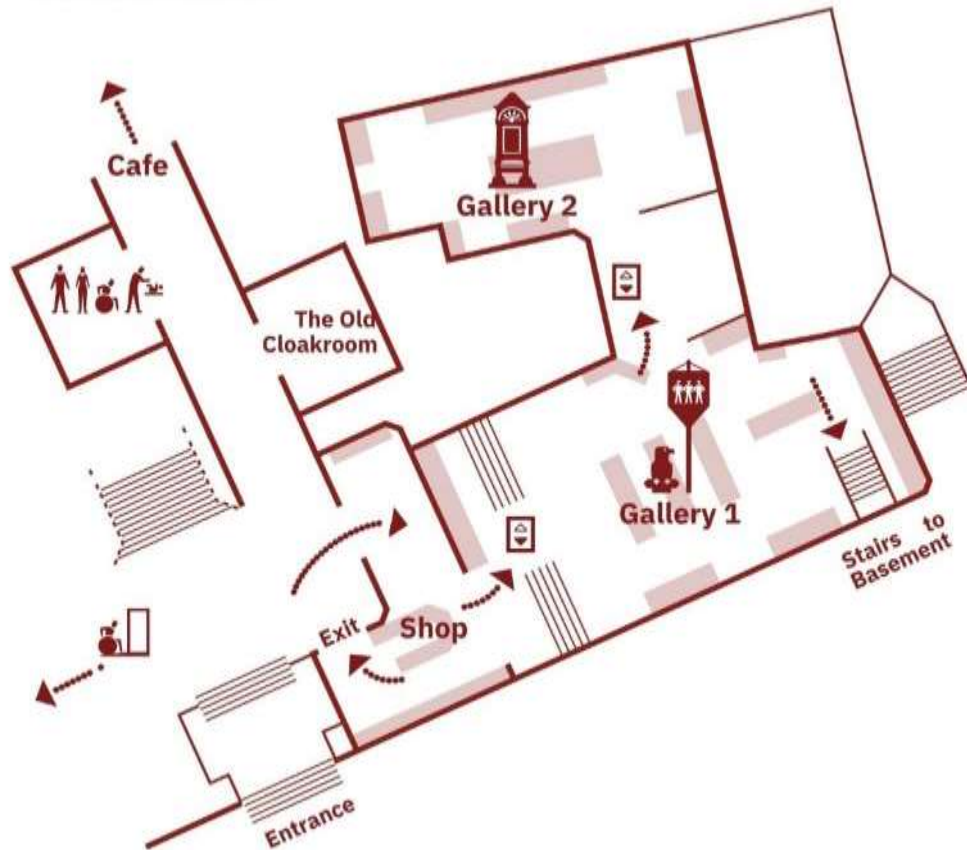 Cafe
Gallery 2
The Old
Cloakroom
Gallery 1
Stairs to
Basement
Exit
Shop
Entrance